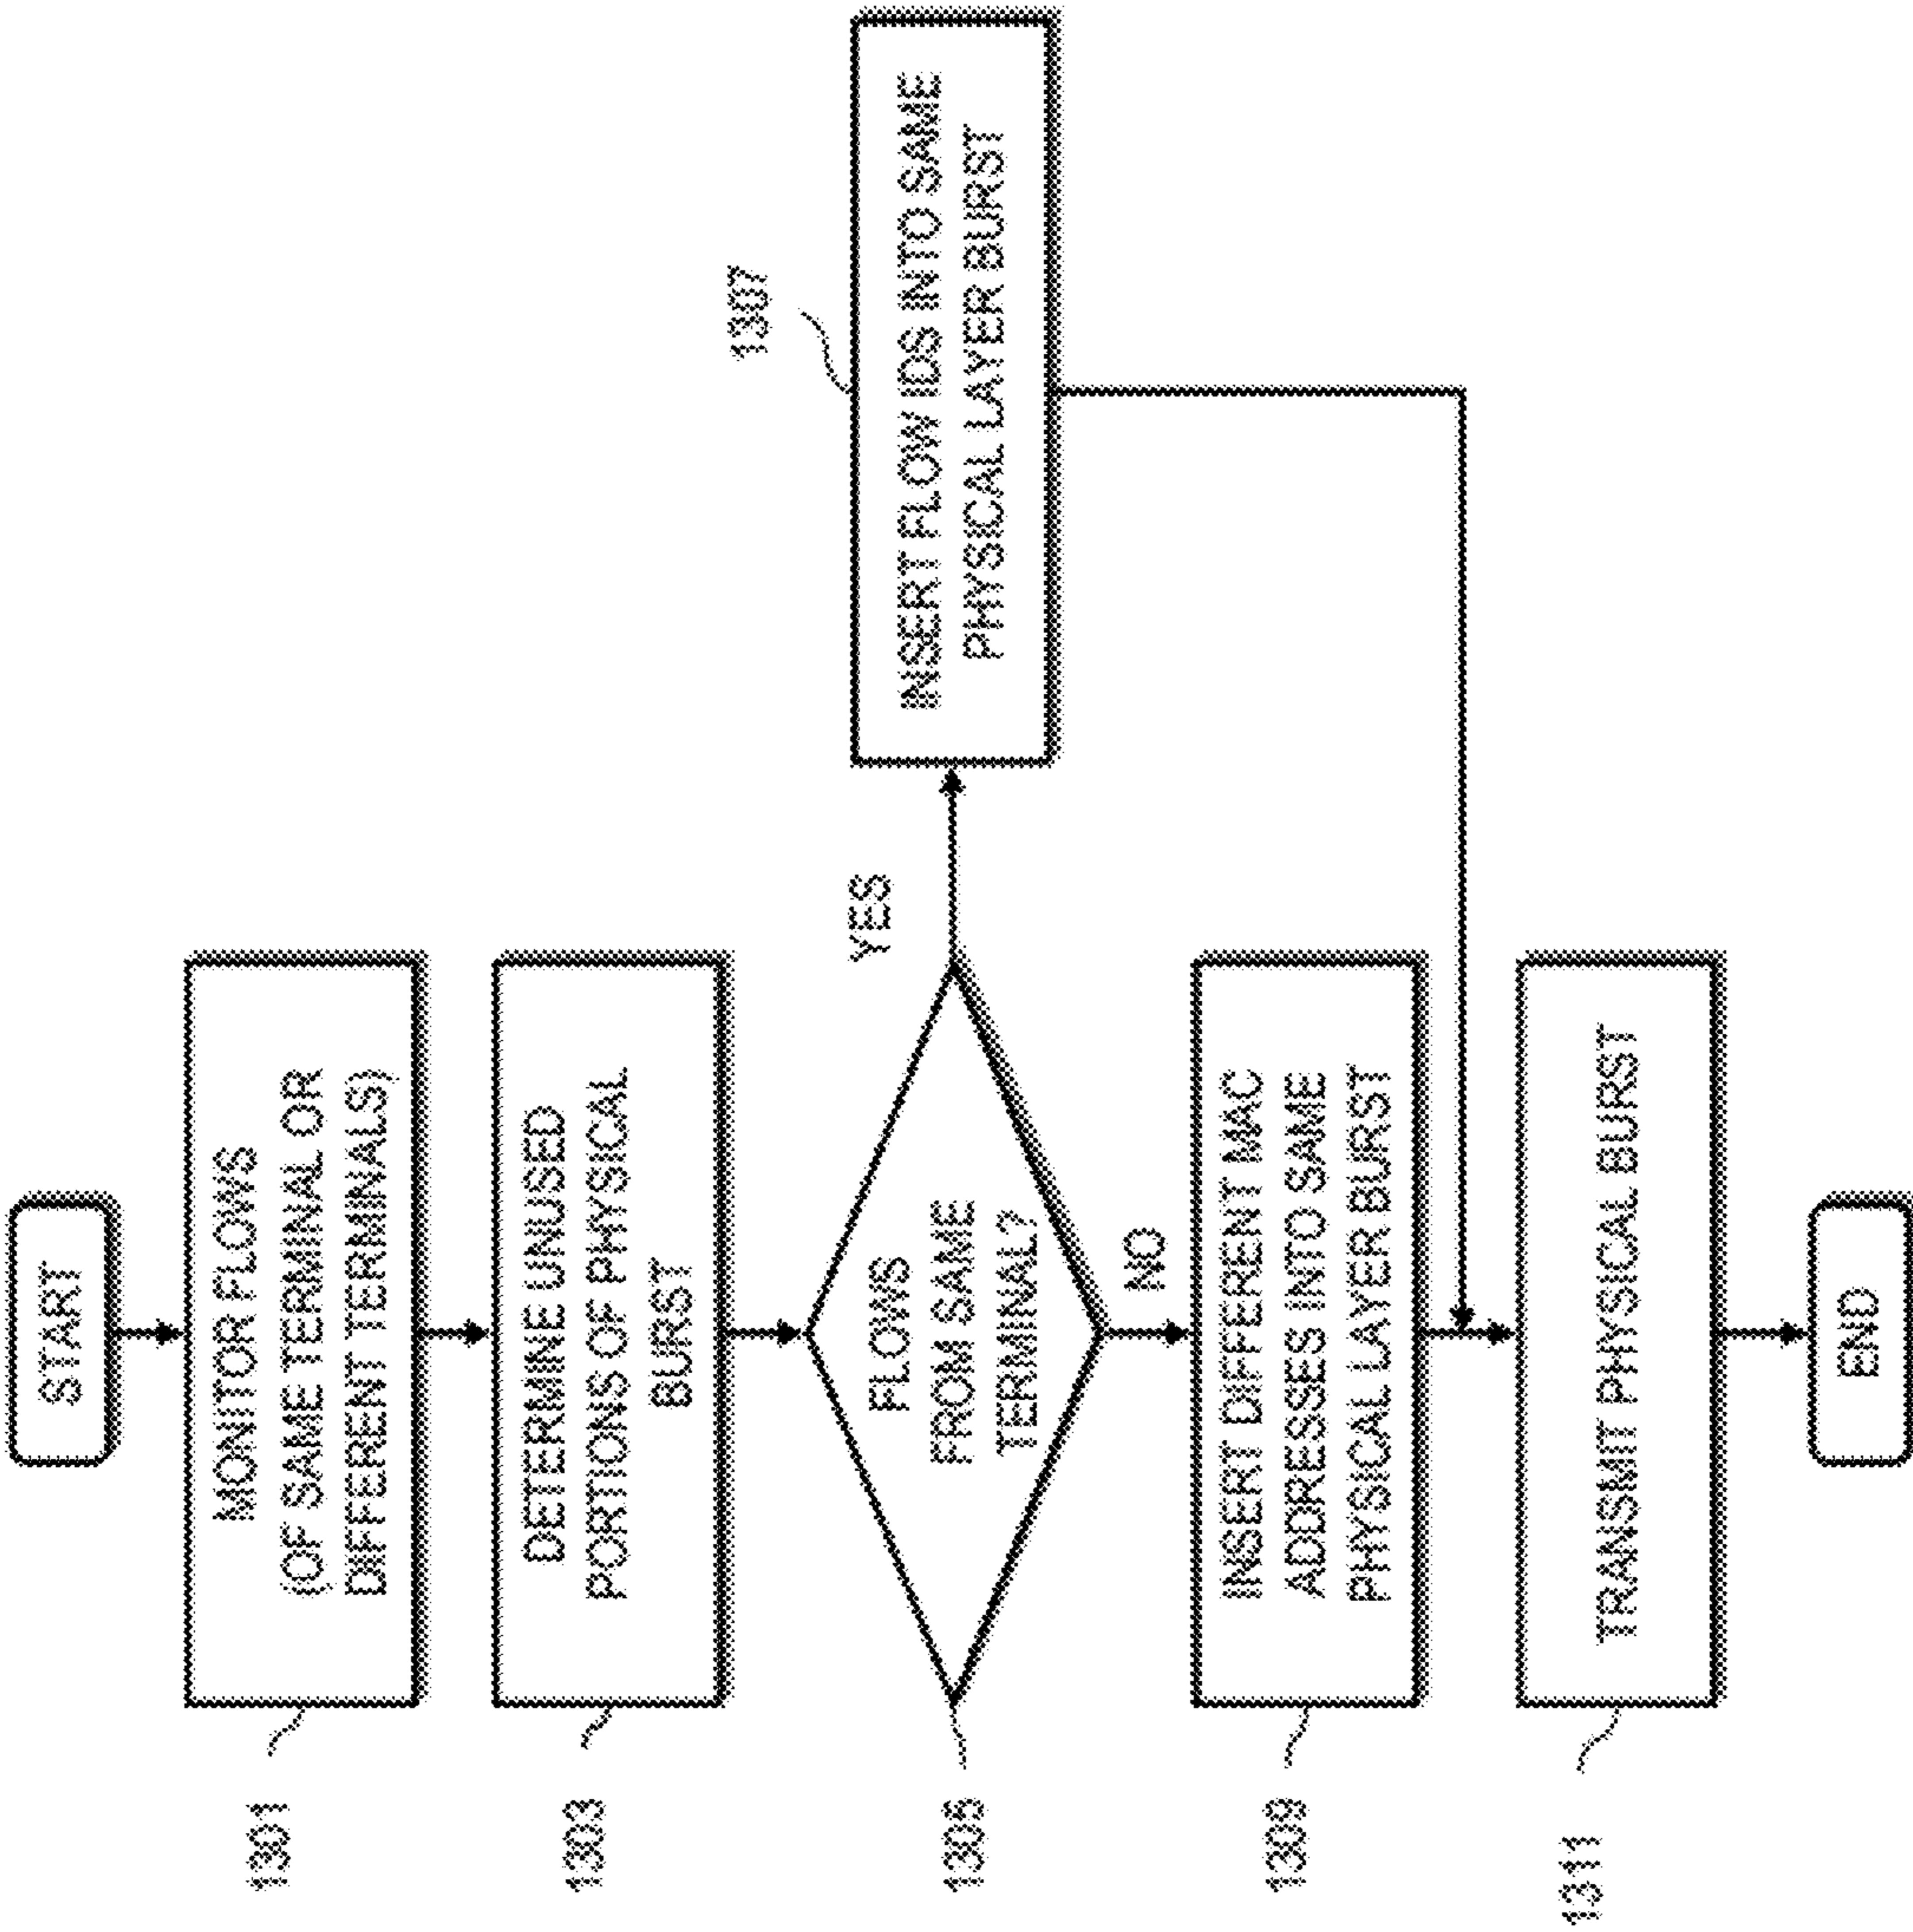 START
MONITOR FLOWS
(OF SAME TERMINAL OR
DIFFERENT TERMINALS)
1301
DETERMINE UNUSED
PORTIONS OF PHYSICAL
BURST
1303
FLOWS
FROM SAME
TERMINAL?
1305
YES
1307
INSERT FLOW IDS INTO SAME
PHYSICAL LAYER BURST
NO
INSERT DIFFERENT MAC
ADDRESSES INTO SAME
PHYSICAL LAYER BURST
1309
TRANSMIT PHYSICAL BURST
1311
END